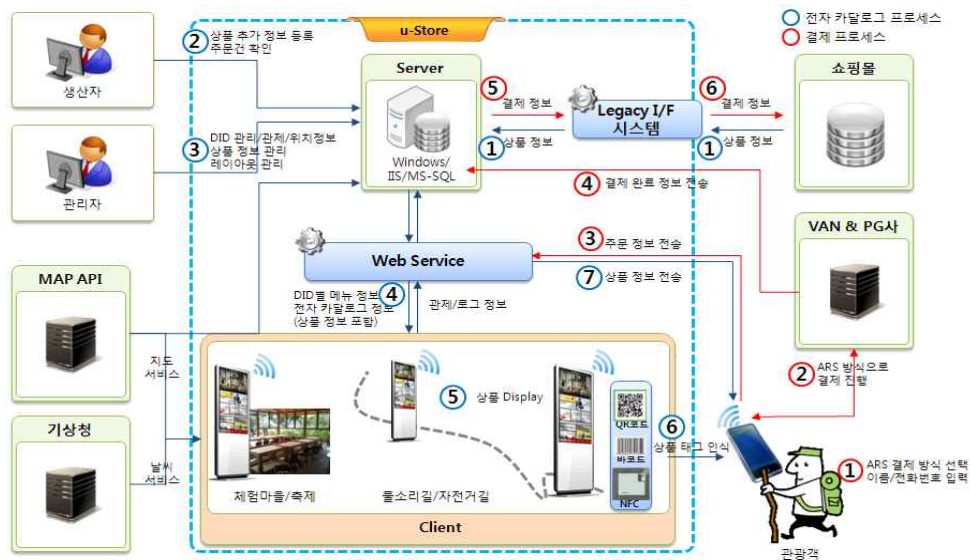 u-Store
전자 카달로그 프로세스
결제 프로세스
생산자
② 상품 추가 정보 등록
주문건 확인
Server
Windows/
IIS/MS-SQL
⑤ 결제 정보
① 상품 정보
Legacy I/F
시스템
⑥ 결제 정보
① 상품 정보
쇼핑몰
관리자
③ DID 관리/관제/위치정보
상품 정보 관리
레이아웃 관리
④ 결제 완료 정보 전송
VAN & PG사
Web Service
③ 주문 정보 전송
⑦ 상품 정보 전송
MAP API
지도
서비스
DID별 메뉴 정보
전자 카달로그 정보
(상품 정보 포함)
④
관제/로그 정보
② ARS 방식으로
결제 진행
기상청
날씨
서비스
⑤ 상품 Display
QR코드
바코드
NFC
⑥
상품 태그 인식
체험마을/축제
물소리길/자전거길
Client
① ARS 결제 방식 선택
이름/전화번호 입력
관광객